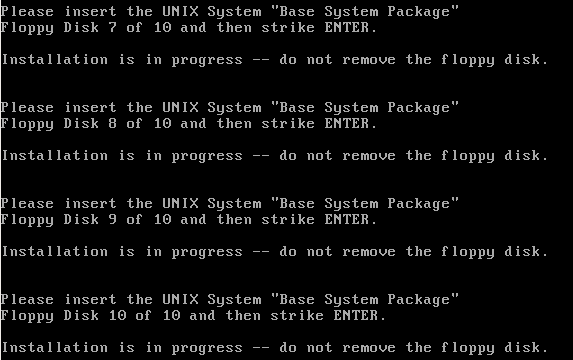 Please insert the UNIX System "Base System Package"
Floppy Disk 7 of 10 and then strike ENTER.
Installation is in progress -- do not remove the floppy disk.
Please insert the UNIX System "Base System Package"
Floppy Disk 8 of 10 and then strike ENTER.
Installation is in progress -- do not remove the floppy disk.
Please insert the UNIX System "Base System Package"
Floppy Disk 9 of 10 and then strike ENTER.
Installation is in progress -- do not remove the floppy disk.
Please insert the UNIX System "Base System Package"
Floppy Disk 10 of 10 and then strike ENTER.
Installation is in progress -- do not remove the floppy disk.